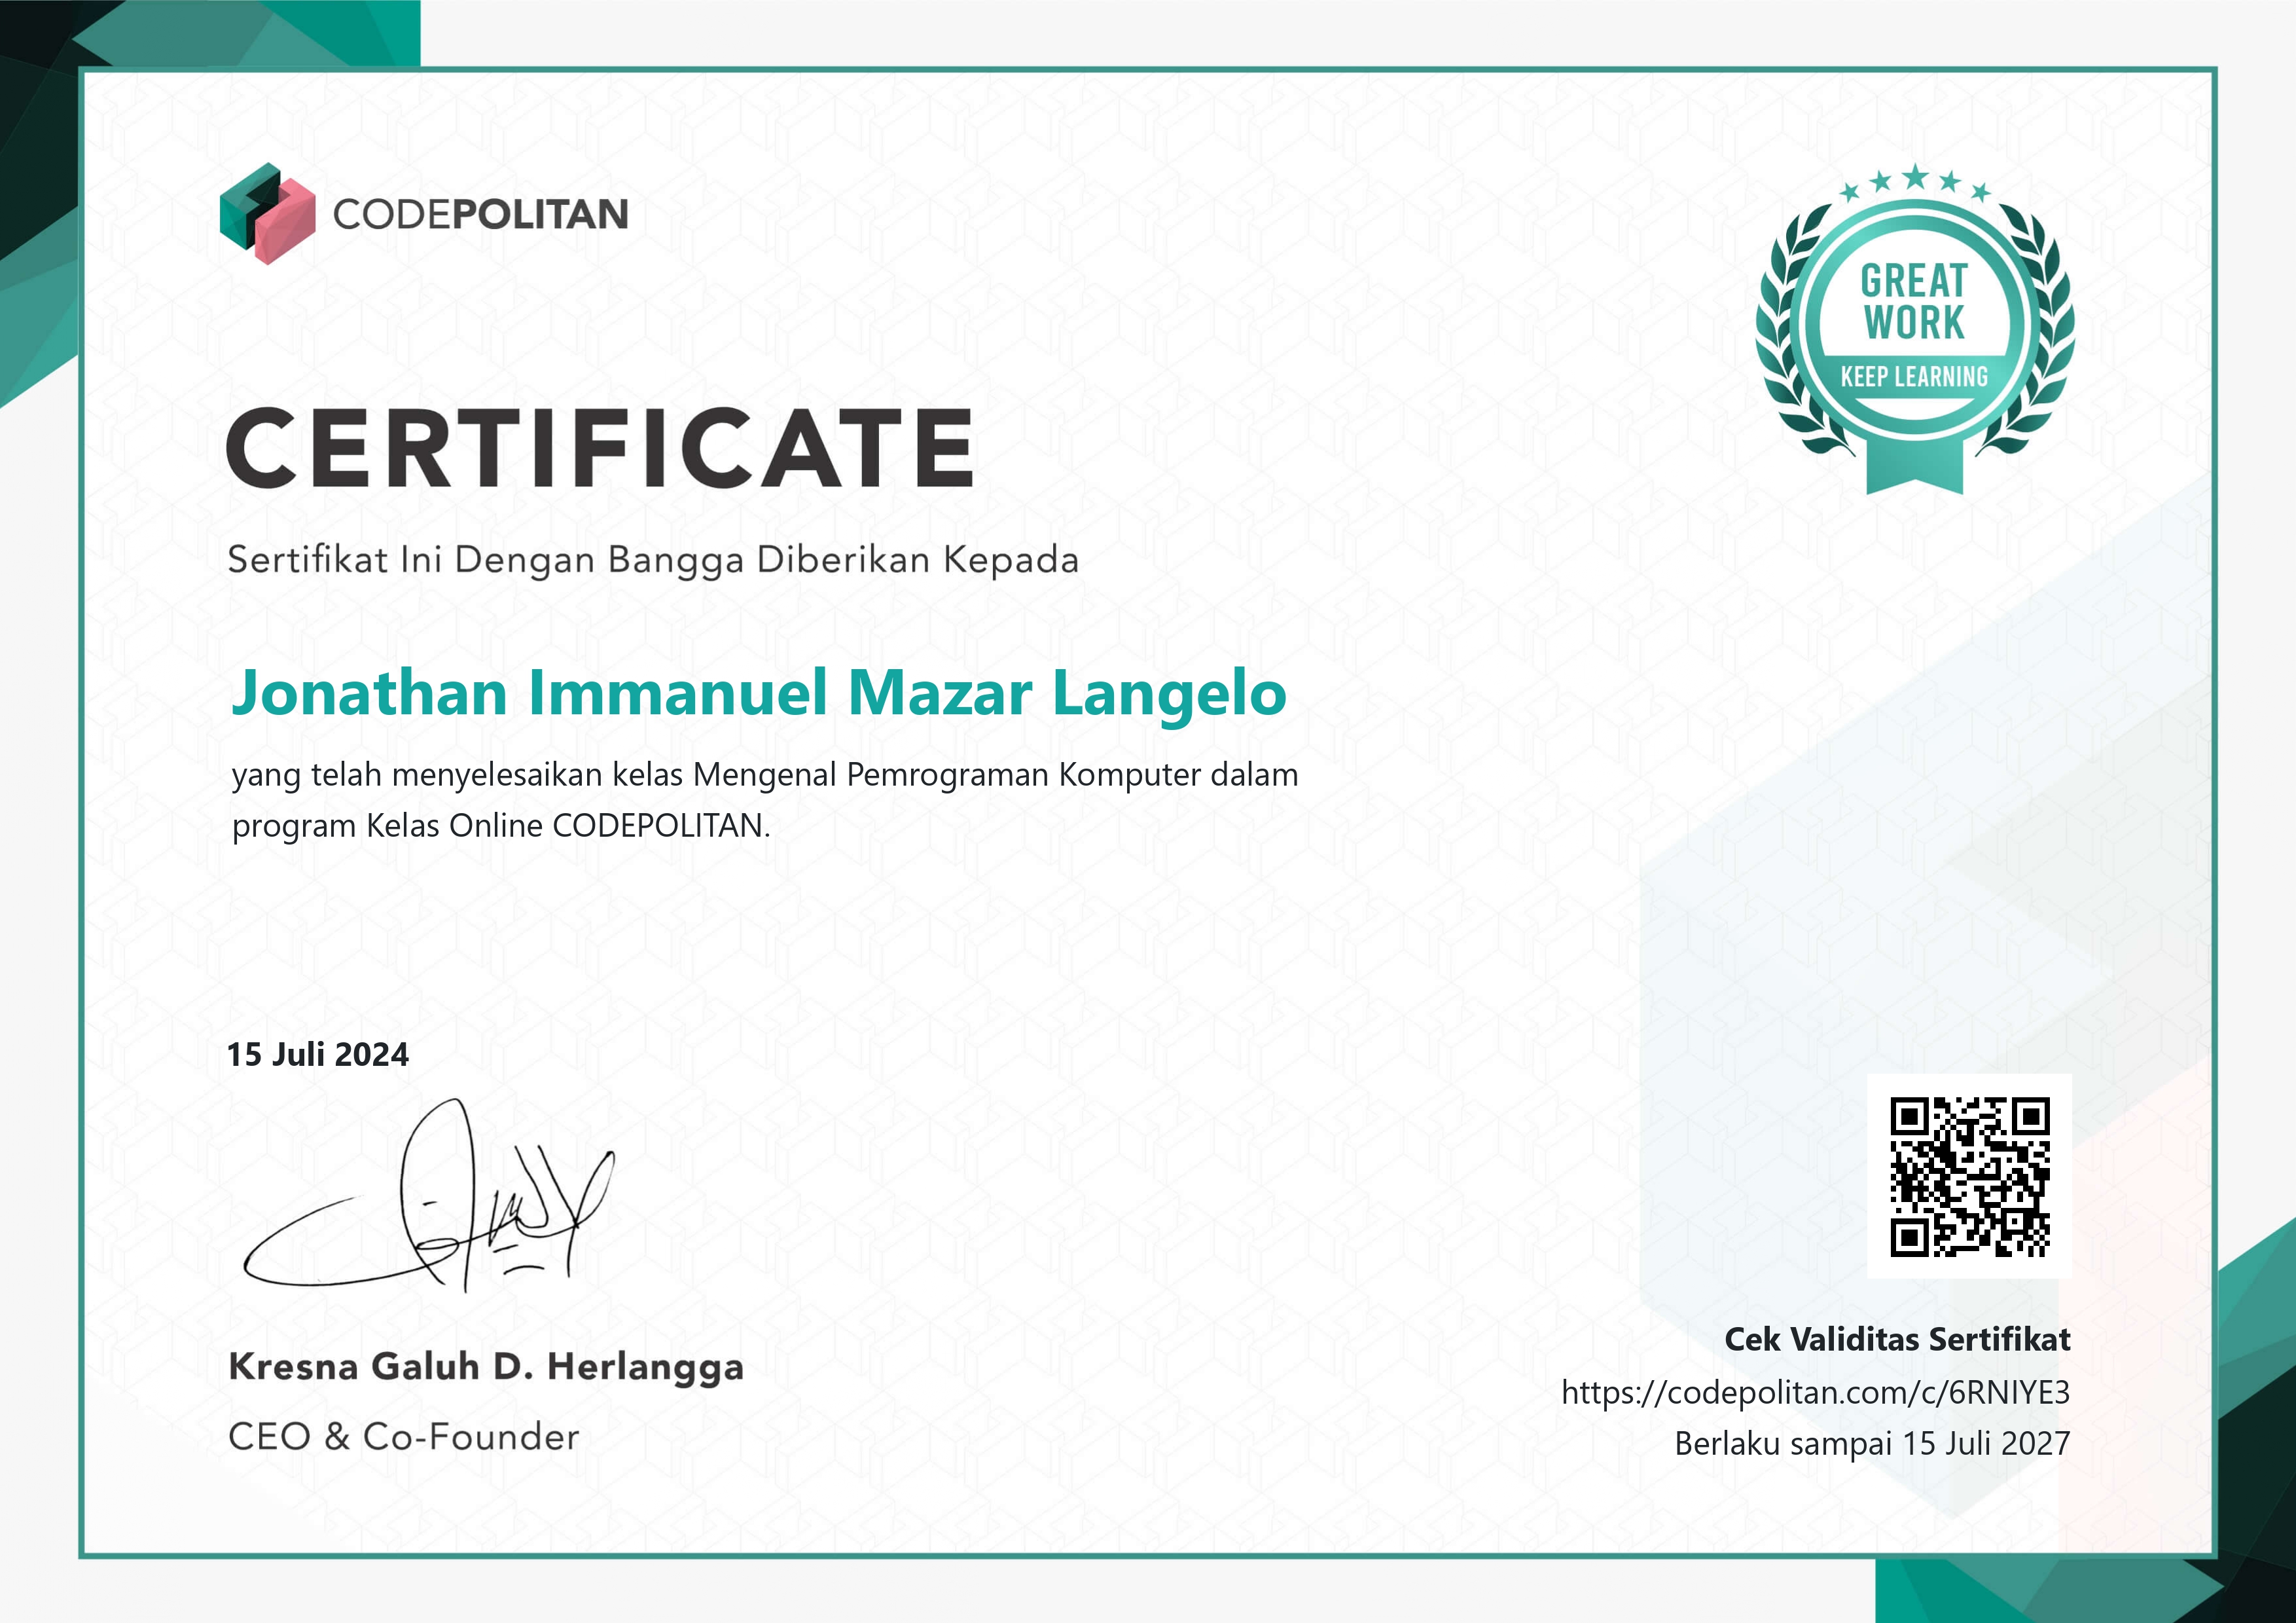 CODEPOLITAN
GREAT
WORK
KEEP LEARNING
CERTIFICATE
Sertifikat Ini Dengan Bangga Diberikan Kepada
Jonathan Immanuel Mazar Langelo
yang telah menyelesaikan kelas Mengenal Pemrograman Komputer dalam
program Kelas Online CODEPOLITAN.
15 Juli 2024
Kresna Galuh D. Herlangga
CEO & Co-Founder
Cek Validitas Sertifikat
https://codepolitan.com/c/6RNIYE3
Berlaku sampai 15 Juli 2027